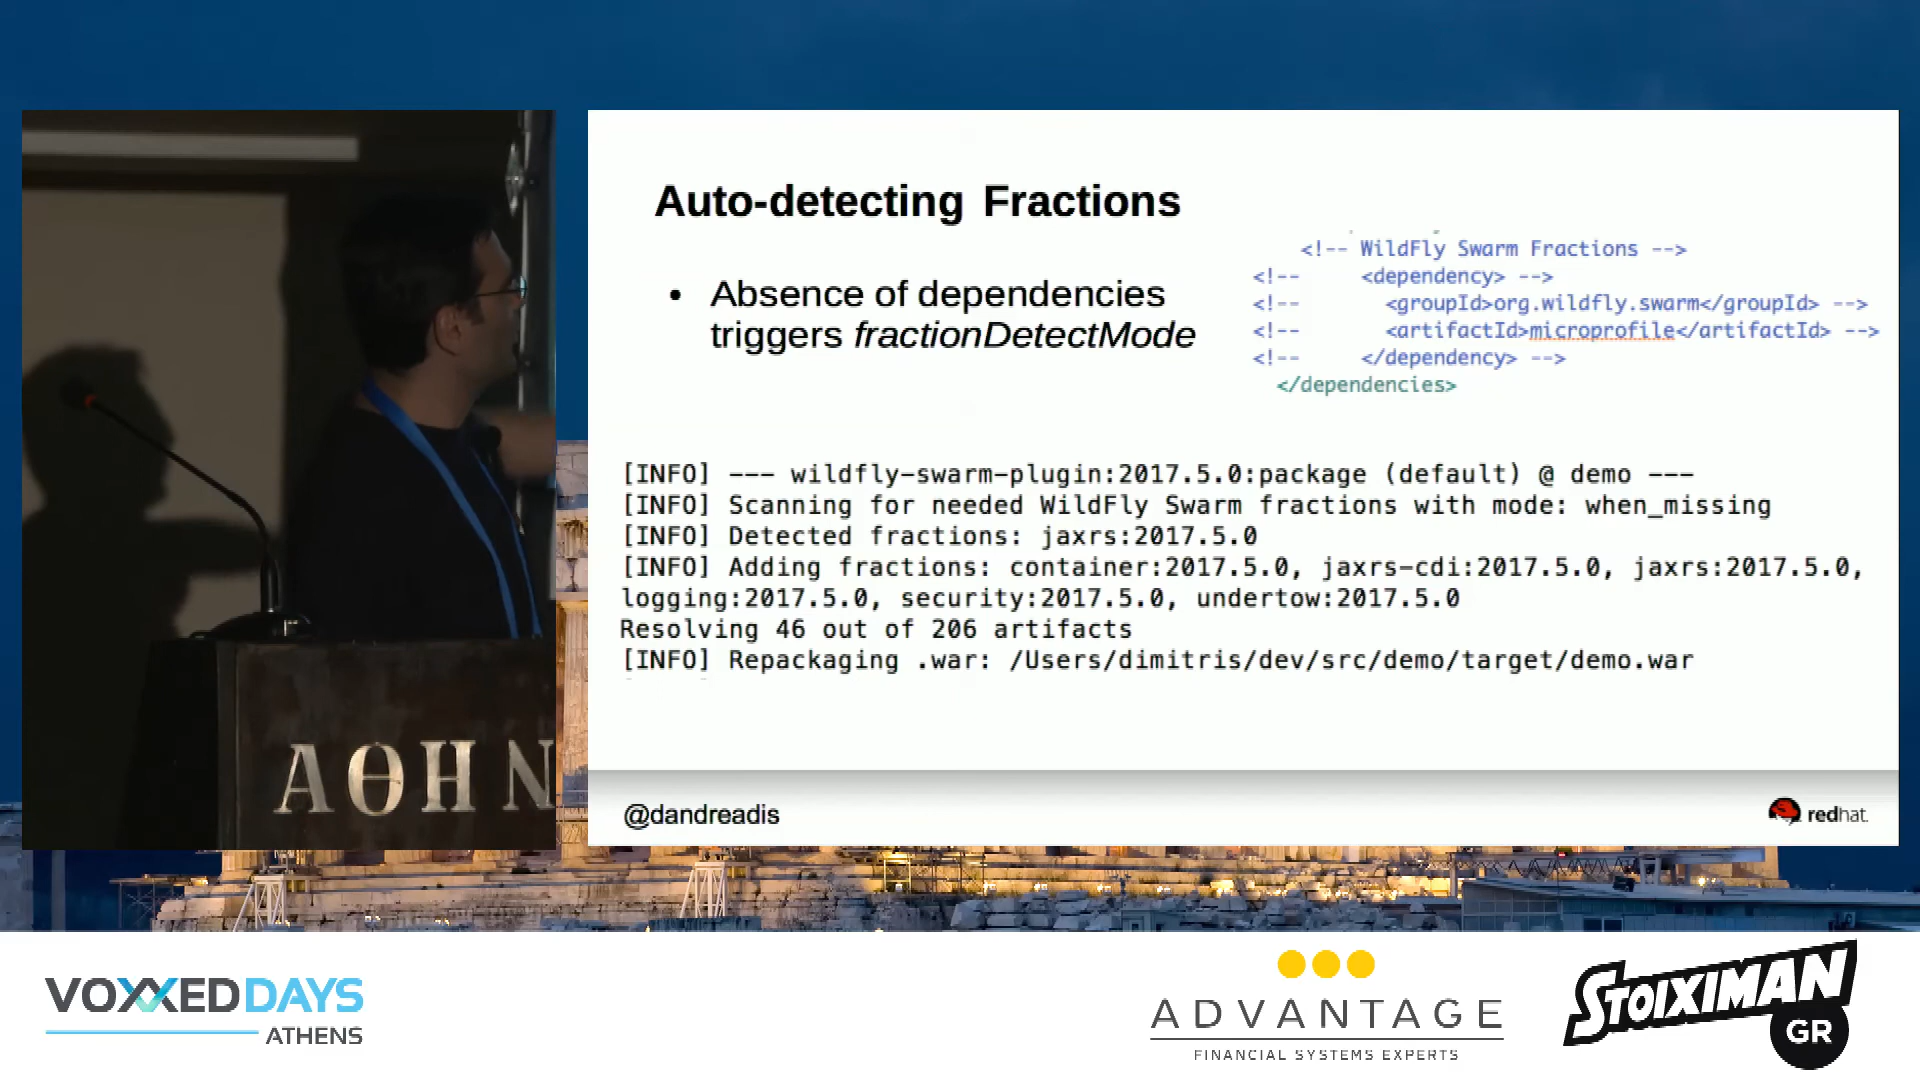 Auto-detecting Fractions
• Absence of dependencies
triggers fractionDetectMode
<!-- WildFly Swarm Fractions -->
<!-- <dependency> -->
<!-- <groupId>org.wildfly.swarm</groupId> -->
<!-- <artifactId>microprofile</artifactId> -->
<!-- </dependency> -->
</dependencies>
[INFO] --- wildfly-swarm-plugin:2017.5.0:package (default) @ demo ---
[INFO] Scanning for needed WildFly Swarm fractions with mode: when_missing
[INFO] Detected fractions: jaxrs:2017.5.0
[INFO] Adding fractions: container:2017.5.0, jaxrs-cdi:2017.5.0, jaxrs:2017.5.0,
logging:2017.5.0, security:2017.5.0, undertow:2017.5.0
Resolving 46 out of 206 artifacts
[INFO] Repackaging .war: /Users/dimitris/dev/src/demo/target/demo.war
@dandreadis
redhat.
ΑΘΗΝ
VOXXEDDAYS
ATHENS
ADVANTAGE
FINANCIAL SYSTEMS EXPERTS
STOIXIMAN
GR